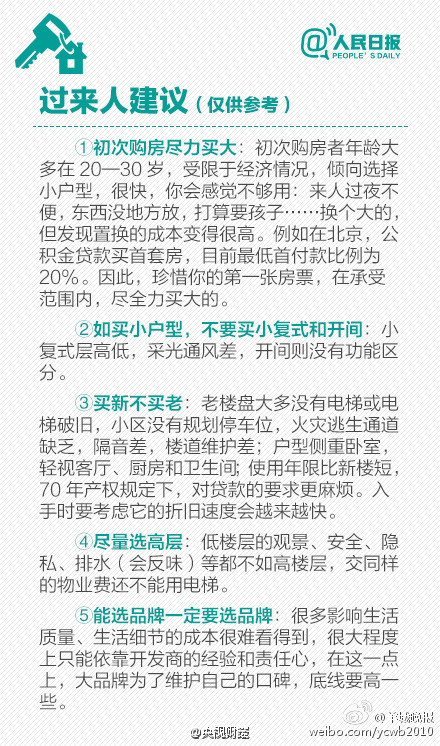 @人民日报
PEOPLE'S DAILY
过来人建议（仅供参考）
①初次购房尽力买大：初次购房者年龄大
多在20—30岁，受限于经济情况，倾向选择
小户型，很快，你会感觉不够用：来人过夜不
便，东西没地方放，打算要孩子……换个大的，
但发现置换的成本变得很高。例如在北京，公
积金贷款买首套房，目前最低首付款比例为
20%。因此，珍惜你的第一张房票，在承受
范围内，尽全力买大的。
②如买小户型，不要买小复式和开间：小
复式层高低，采光通风差，开间则没有功能区
分。
③买新不买老：老楼盘大多没有电梯或电
梯破旧，小区没有规划停车位，火灾逃生通道
缺乏，隔音差，楼道维护差；户型侧重卧室，
轻视客厅、厨房和卫生间；使用年限比新楼短，
70年产权规定下，对贷款的要求更麻烦。入
手时要考虑它的折旧速度会越来越快。
④尽量选高层：低楼层的观景、安全、隐
私、排水（会反味）等都不如高楼层，交同样
的物业费还不能用电梯。
⑤能选品牌一定要选品牌：很多影响生活
质量、生活细节的成本很难看得到，很大程度
上只能依靠开发商的经验和责任心，在这一点
上，大品牌为了维护自己的口碑，底线要高一
些。
@央视财经
@羊城晚报
weibo.com/ycwb2010